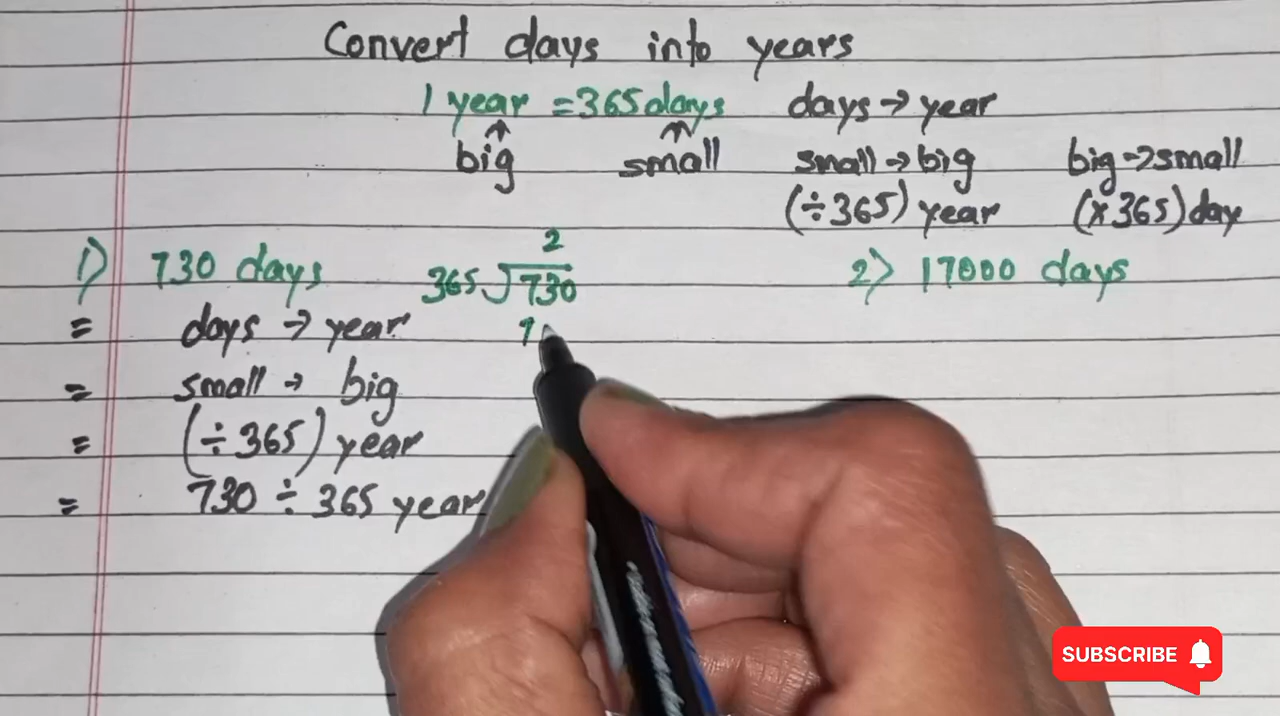 Convert days into years
1 year = 365 days days → year
big small small → big big → small
(÷365) year (×365) day
1) 730 days 2
365 730 2) 17000 days
= days → year 7
= small → big
= (÷365) year
= 730 ÷ 365 year
SUBSCRIBE